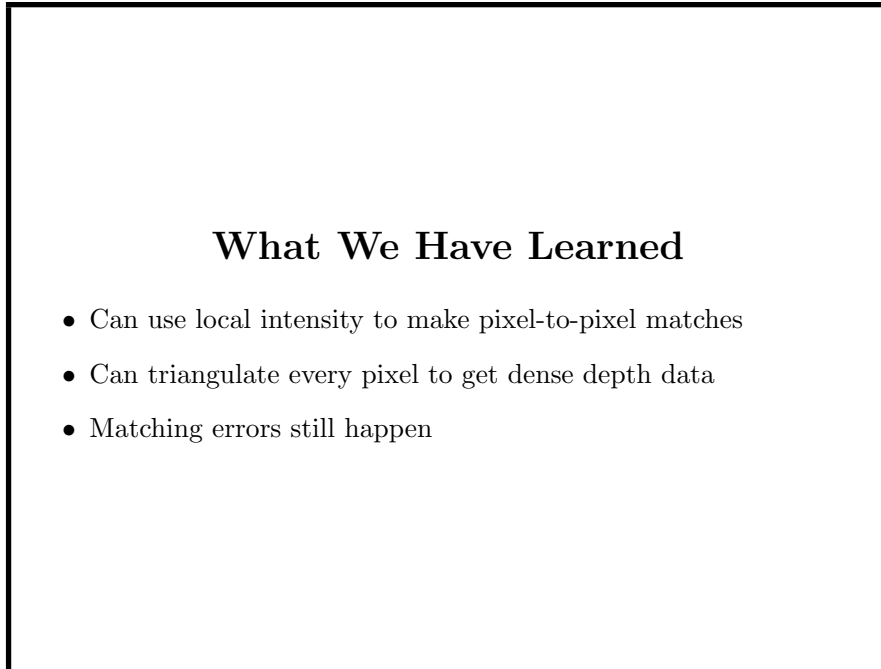 What We Have Learned
• Can use local intensity to make pixel-to-pixel matches
• Can triangulate every pixel to get dense depth data
• Matching errors still happen